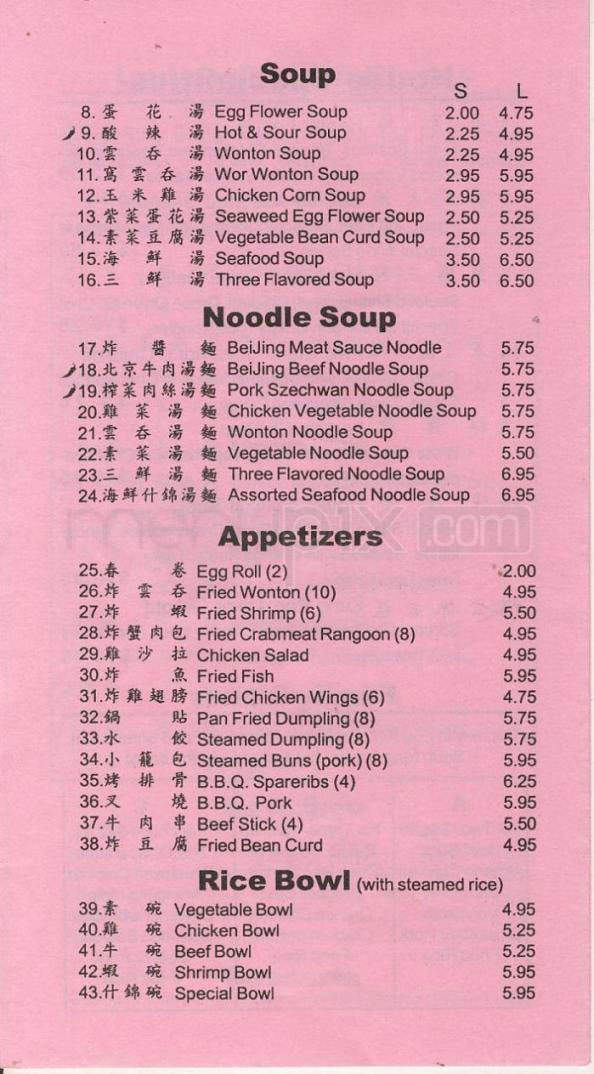 Soup
S L
8. 蛋花湯 Egg Flower Soup 2.00 4.75
9. 酸辣湯 Hot & Sour Soup 2.25 4.95
10. 雲吞湯 Wonton Soup 2.25 4.95
11. 窩雲吞湯 Wor Wonton Soup 2.95 5.95
12. 玉米雞湯 Chicken Corn Soup 2.95 5.95
13. 紫菜蛋花湯 Seaweed Egg Flower Soup 2.50 5.25
14. 素菜豆腐湯 Vegetable Bean Curd Soup 2.50 5.25
15. 海鮮湯 Seafood Soup 3.50 6.50
16. 三鮮湯 Three Flavored Soup 3.50 6.50
Noodle Soup
17. 炸醬麵 BeiJing Meat Sauce Noodle 5.75
18. 北京牛肉湯麵 BeiJing Beef Noodle Soup 5.75
19. 榨菜肉絲湯麵 Pork Szechwan Noodle Soup 5.75
20. 雞菜湯麵 Chicken Vegetable Noodle Soup 5.75
21. 雲吞湯麵 Wonton Noodle Soup 5.75
22. 素菜湯麵 Vegetable Noodle Soup 5.50
23. 三鮮湯麵 Three Flavored Noodle Soup 6.95
24. 海鮮什錦湯麵 Assorted Seafood Noodle Soup 6.95
Appetizers
25. 春卷 Egg Roll (2) 2.00
26. 炸雲吞 Fried Wonton (10) 4.95
27. 炸蝦 Fried Shrimp (6) 5.50
28. 炸蟹肉包 Fried Crabmeat Rangoon (8) 4.95
29. 雞沙拉 Chicken Salad 4.95
30. 炸魚 Fried Fish 5.95
31. 炸雞翅膀 Fried Chicken Wings (6) 4.75
32. 鍋貼 Pan Fried Dumpling (8) 5.75
33. 水餃 Steamed Dumpling (8) 5.75
34. 小籠包 Steamed Buns (pork) (8) 5.95
35. 烤排骨 B.B.Q. Spareribs (4) 6.25
36. 叉燒 B.B.Q. Pork 5.95
37. 牛肉串 Beef Stick (4) 5.50
38. 炸豆腐 Fried Bean Curd 4.95
Rice Bowl (with steamed rice)
39. 素碗 Vegetable Bowl 4.95
40. 雞碗 Chicken Bowl 5.25
41. 牛碗 Beef Bowl 5.25
42. 蝦碗 Shrimp Bowl 5.95
43. 什錦碗 Special Bowl 5.95